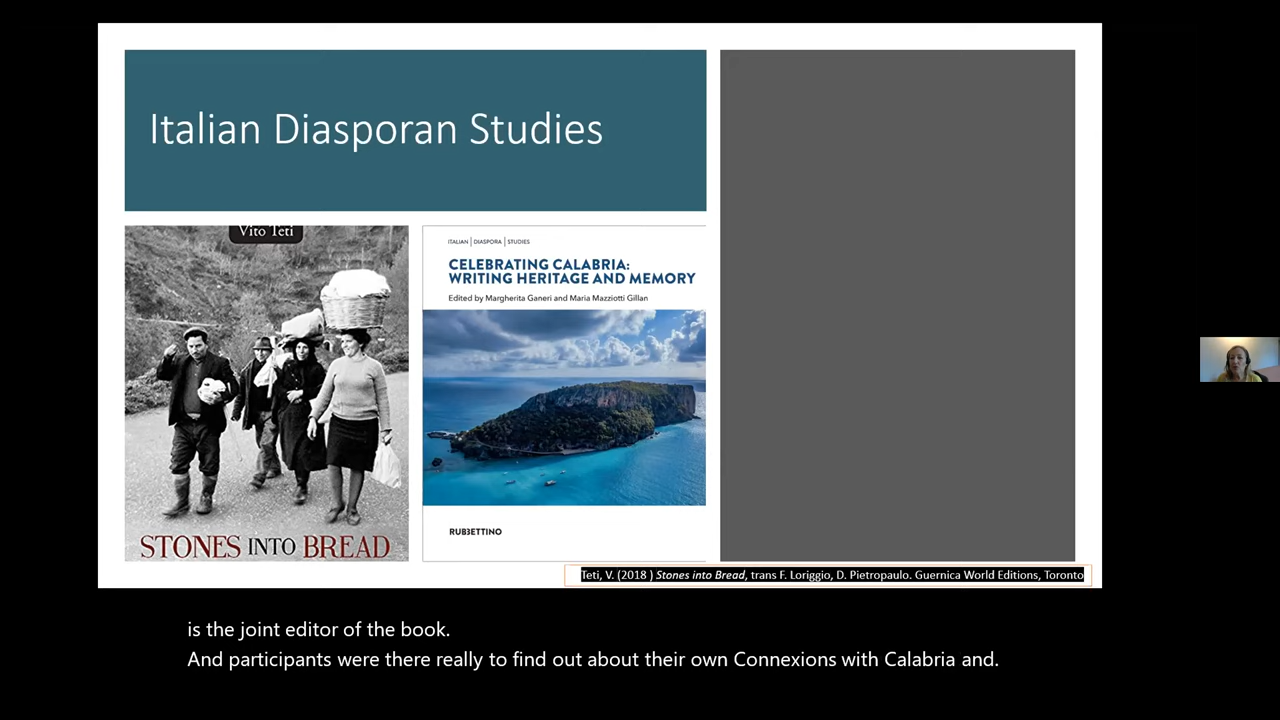 Italian Diasporan Studies
Vito Teti
STONES INTO BREAD
ITALIAN | DIASPORA | STUDIES
CELEBRATING CALABRIA:
WRITING HERITAGE AND MEMORY
Edited by Margherita Ganeri and Maria Mazziotti Gillan
RUBBETTINO
Teti, V. (2018 ) Stones into Bread, trans F. Loriggio, D. Pietropaulo. Guernica World Editions, Toronto
is the joint editor of the book.
And participants were there really to find out about their own Connexions with Calabria and.